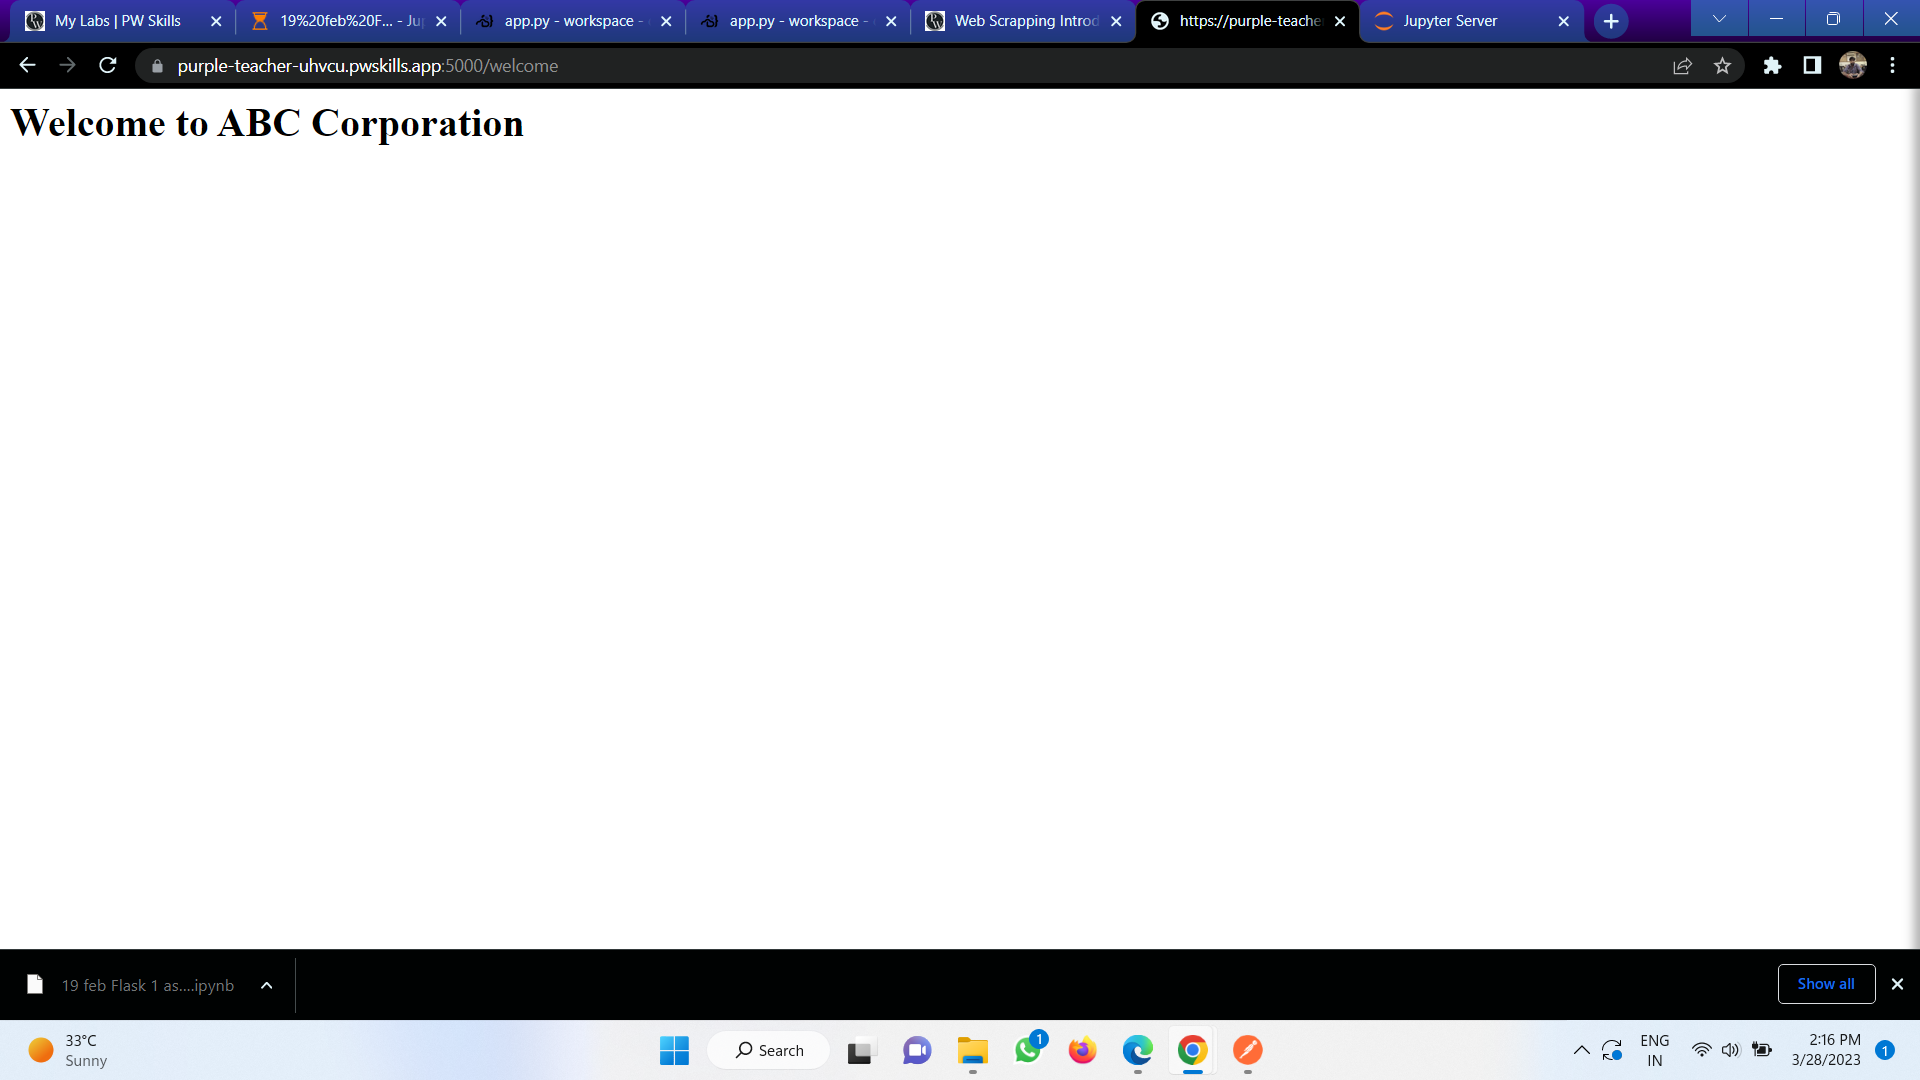 My Labs | PW Skills
19%20feb%20F... - Ju
app.py - workspace -
app.py - workspace -
Web Scrapping Introd
https://purple-teache
Jupyter Server
purple-teacher-uhvcu.pwskills.app:5000/welcome
Welcome to ABC Corporation
19 feb Flask 1 as....ipynb
Show all
33°C
Sunny
Search
1
ENG
IN
2:16 PM
3/28/2023
1